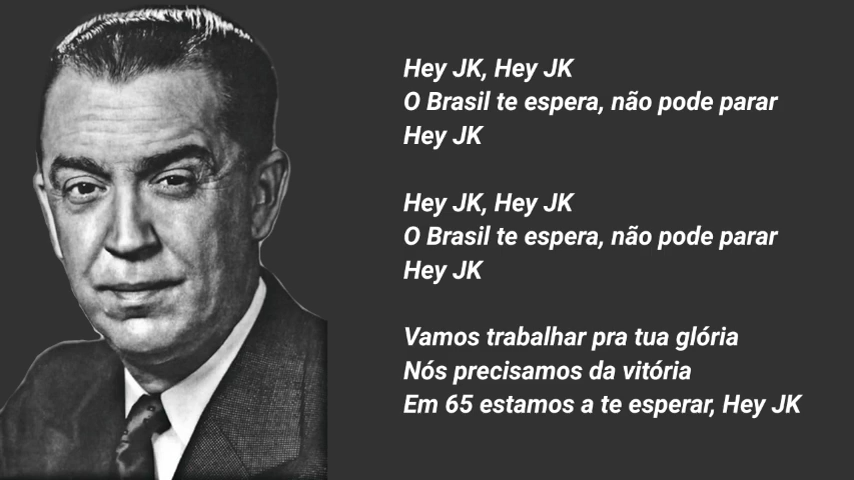 Hey JK, Hey JK
O Brasil te espera, não pode parar
Hey JK
Hey JK, Hey JK
O Brasil te espera, não pode parar
Hey JK
Vamos trabalhar pra tua glória
Nós precisamos da vitória
Em 65 estamos a te esperar, Hey JK